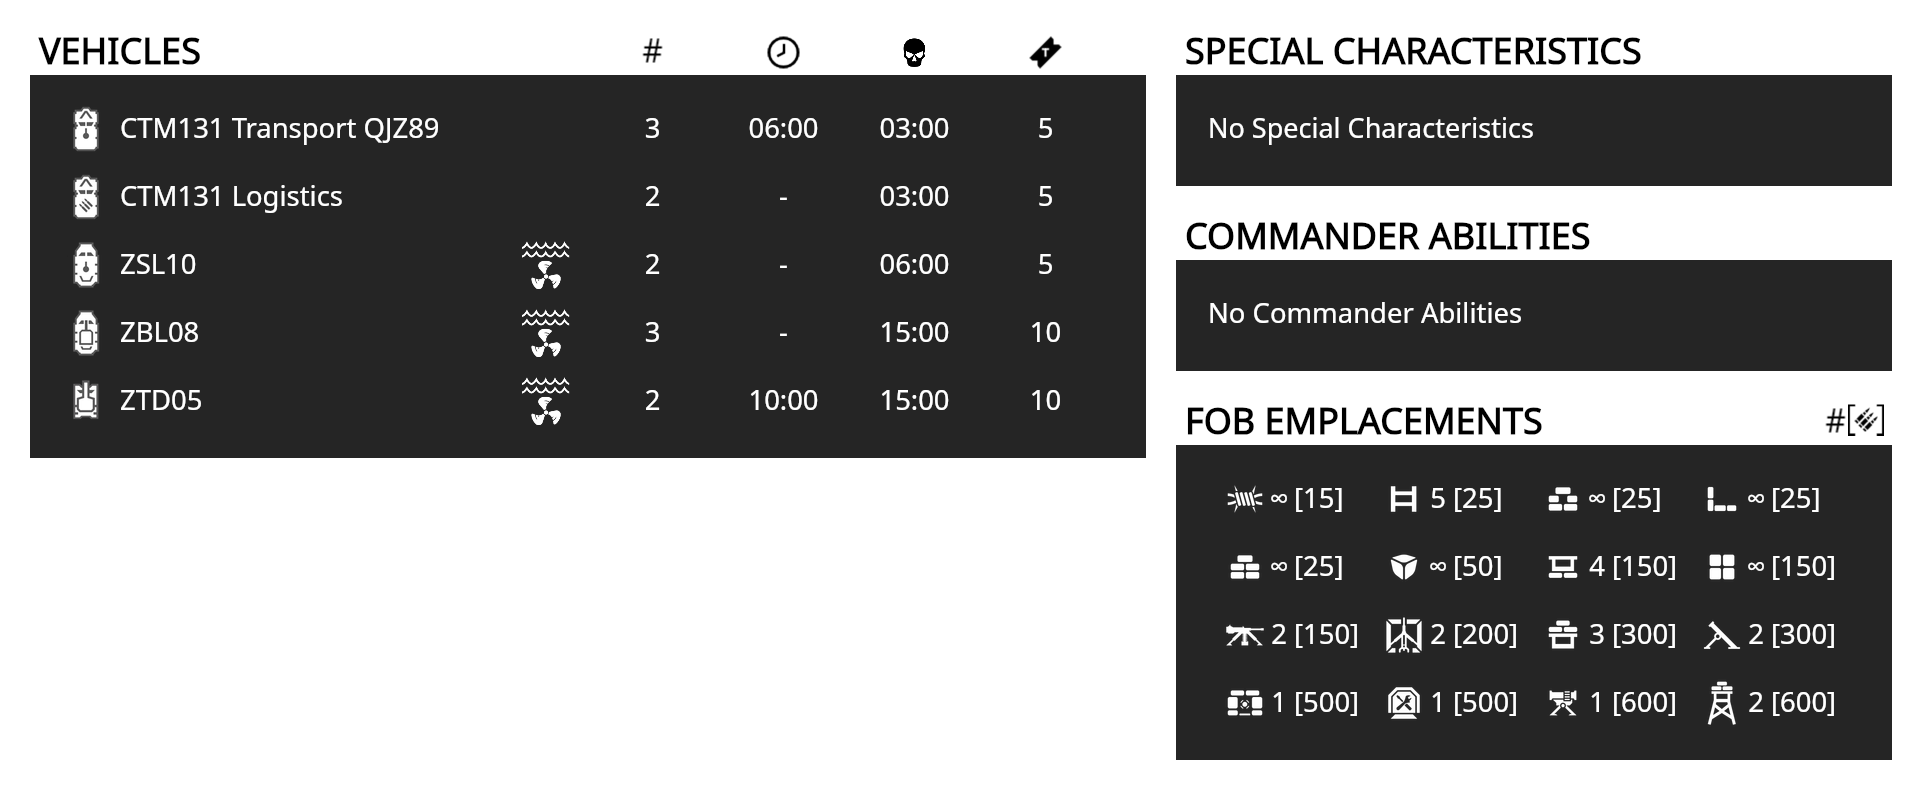 VEHICLES #
CTM131 Transport QJZ89 3 06:00 03:00 5
CTM131 Logistics 2 - 03:00 5
ZSL10 2 - 06:00 5
ZBL08 3 - 15:00 10
ZTD05 2 10:00 15:00 10
SPECIAL CHARACTERISTICS
No Special Characteristics
COMMANDER ABILITIES
No Commander Abilities
FOB EMPLACEMENTS #[]
∞ [15] 5 [25] ∞ [25] ∞ [25]
∞ [25] ∞ [50] 4 [150] ∞ [150]
2 [150] 2 [200] 3 [300] 2 [300]
1 [500] 1 [500] 1 [600] 2 [600]